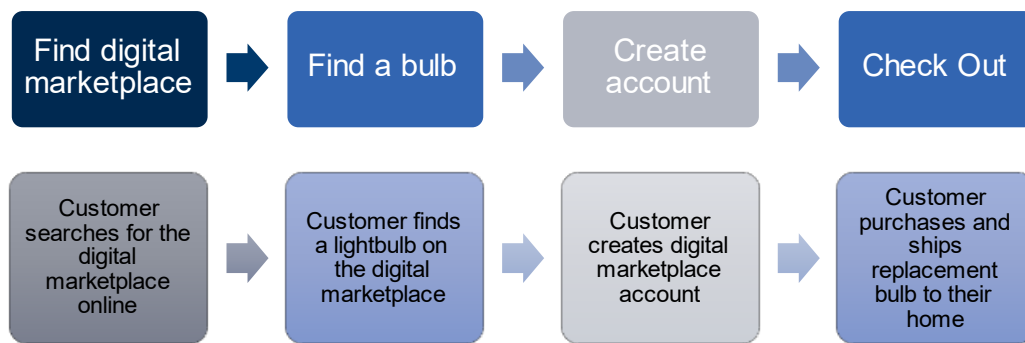 Find digital
marketplace
Find a bulb
Create
account
Check Out
Customer
searches for the
digital
marketplace
online
Customer finds
a lightbulb on
the digital
marketplace
Customer
creates digital
marketplace
account
Customer
purchases and
ships
replacement
bulb to their
home